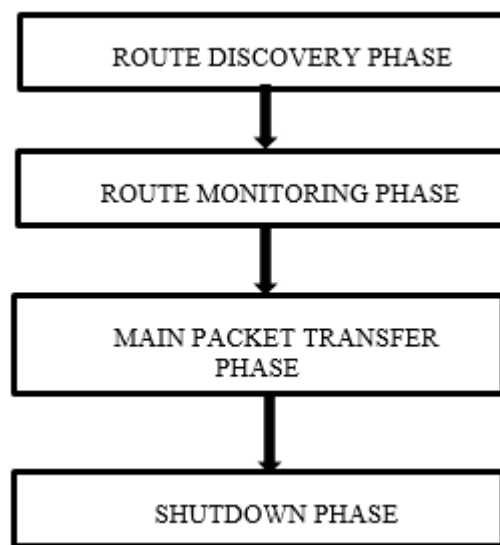 ROUTE DISCOVERY PHASE
ROUTE MONITORING PHASE
MAIN PACKET TRANSFER
PHASE
SHUTDOWN PHASE